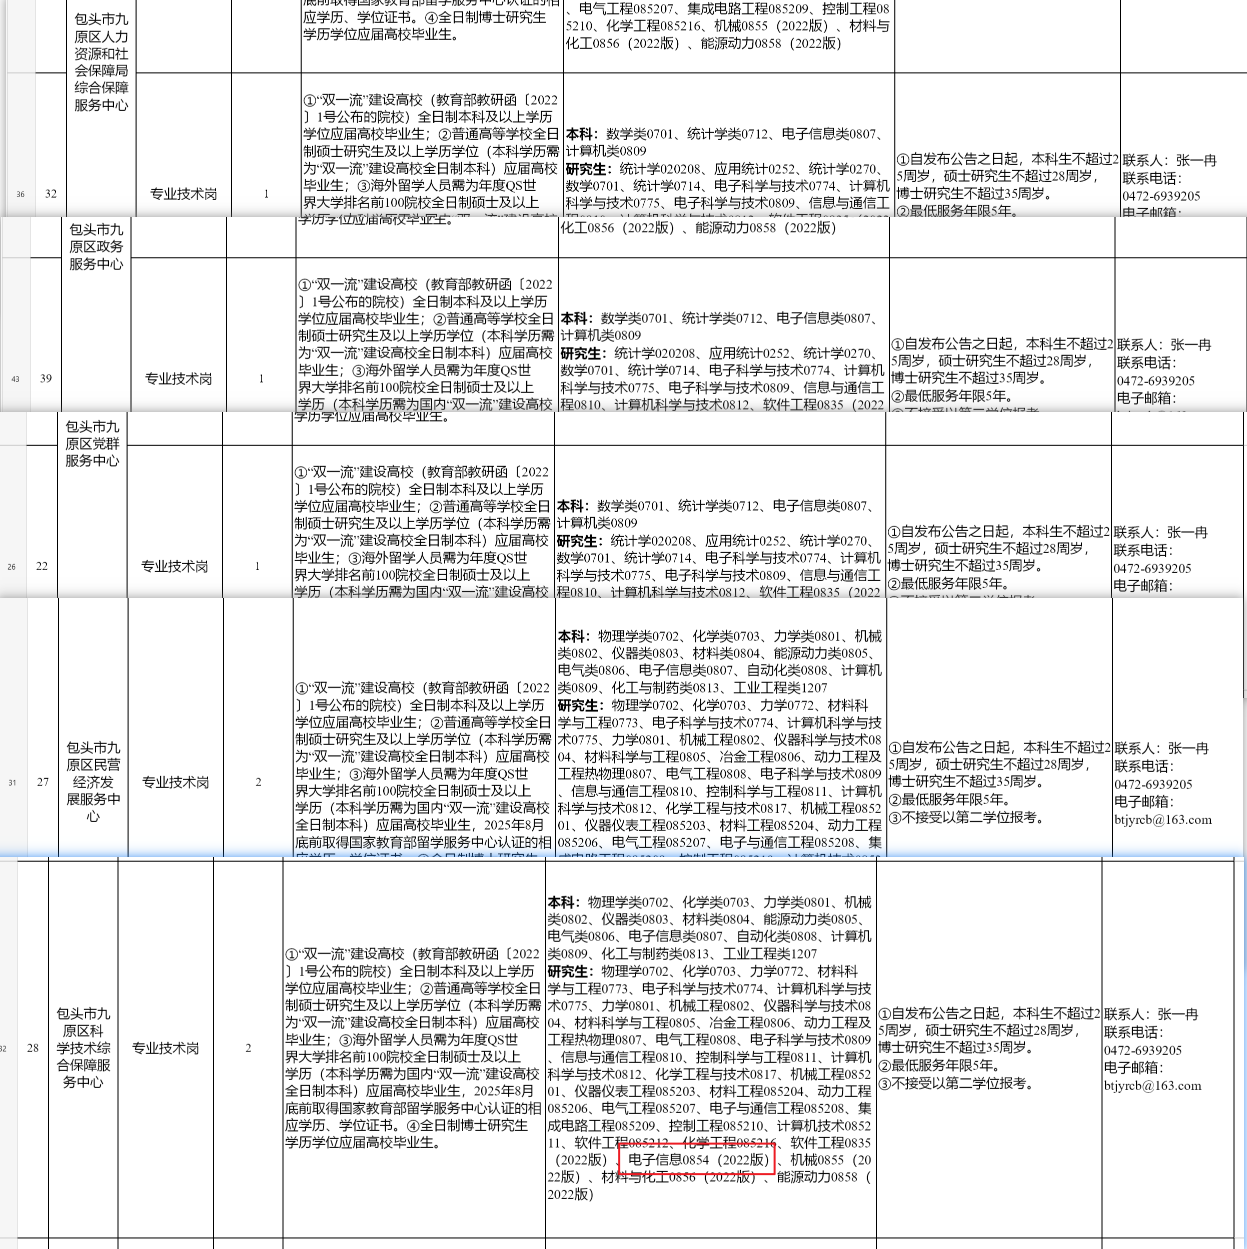 包头市九
原区人力
资源和社
会保障局
综合保障
服务中心
底前取得国家教育部留学服务中心认证的相
应学历、学位证书。④全日制博士研究生
学历学位应届高校毕业生。
、电气工程085207、集成电路工程085209、控制工程08
5210、化学工程085216、机械0855（2022版）、材料与
化工0856（2022版）、能源动力0858（2022版）
36
32
专业技术岗
1
①“双一流”建设高校（教育部教研函〔2022
〕1号公布的院校）全日制本科及以上学历
学位应届高校毕业生；②普通高等学校全日
制硕士研究生及以上学历学位（本科学历需
为“双一流”建设高校全日制本科）应届高校
毕业生；③海外留学人员需为年度QS世
界大学排名前100院校全日制硕士及以上
本科：数学类0701、统计学类0712、电子信息类0807、
计算机类0809
研究生：统计学020208、应用统计0252、统计学0270、
数学0701、统计学0714、电子科学与技术0774、计算机
科学与技术0775、电子科学与技术0809、信息与通信工
①自发布公告之日起，本科生不超过2
5周岁，硕士研究生不超过28周岁，
博士研究生不超过35周岁。
②最低服务年限5年。
联系人：张一冉
联系电话：
0472-6939205
电子邮箱：
包头市九
原区政务
服务中心
学历学位应届高校毕业生。
化工0856（2022版）、能源动力0858（2022版）
43
39
专业技术岗
1
①“双一流”建设高校（教育部教研函〔2022
〕1号公布的院校）全日制本科及以上学历
学位应届高校毕业生；②普通高等学校全日
制硕士研究生及以上学历学位（本科学历需
为“双一流”建设高校全日制本科）应届高校
毕业生；③海外留学人员需为年度QS世
界大学排名前100院校全日制硕士及以上
学历（本科学历需为国内“双一流”建设高校
本科：数学类0701、统计学类0712、电子信息类0807、
计算机类0809
研究生：统计学020208、应用统计0252、统计学0270、
数学0701、统计学0714、电子科学与技术0774、计算机
科学与技术0775、电子科学与技术0809、信息与通信工
程0810、计算机科学与技术0812、软件工程0835（2022
①自发布公告之日起，本科生不超过2
5周岁，硕士研究生不超过28周岁，
博士研究生不超过35周岁。
②最低服务年限5年。
联系人：张一冉
联系电话：
0472-6939205
电子邮箱：
包头市九
原区党群
服务中心
学历学位应届高校毕业生。
26
22
专业技术岗
1
①“双一流”建设高校（教育部教研函〔2022
〕1号公布的院校）全日制本科及以上学历
学位应届高校毕业生；②普通高等学校全日
制硕士研究生及以上学历学位（本科学历需
为“双一流”建设高校全日制本科）应届高校
毕业生；③海外留学人员需为年度QS世
界大学排名前100院校全日制硕士及以上
学历（本科学历需为国内“双一流”建设高校
本科：数学类0701、统计学类0712、电子信息类0807、
计算机类0809
研究生：统计学020208、应用统计0252、统计学0270、
数学0701、统计学0714、电子科学与技术0774、计算机
科学与技术0775、电子科学与技术0809、信息与通信工
程0810、计算机科学与技术0812、软件工程0835（2022
①自发布公告之日起，本科生不超过2
5周岁，硕士研究生不超过28周岁，
博士研究生不超过35周岁。
②最低服务年限5年。
联系人：张一冉
联系电话：
0472-6939205
电子邮箱：
31
27
包头市九
原区民营
经济发
展服务中
心
专业技术岗
2
①“双一流”建设高校（教育部教研函〔2022
〕1号公布的院校）全日制本科及以上学历
学位应届高校毕业生；②普通高等学校全日
制硕士研究生及以上学历学位（本科学历需
为“双一流”建设高校全日制本科）应届高校
毕业生；③海外留学人员需为年度QS世
界大学排名前100院校全日制硕士及以上
学历（本科学历需为国内“双一流”建设高校
全日制本科）应届高校毕业生，2025年8月
底前取得国家教育部留学服务中心认证的相
本科：物理学类0702、化学类0703、力学类0801、机械
类0802、仪器类0803、材料类0804、能源动力类0805、
电气类0806、电子信息类0807、自动化类0808、计算机
类0809、化工与制药类0813、工业工程类1207
研究生：物理学0702、化学0703、力学0772、材料科
学与工程0773、电子科学与技术0774、计算机科学与技
术0775、力学0801、机械工程0802、仪器科学与技术08
04、材料科学与工程0805、冶金工程0806、动力工程及
工程热物理0807、电气工程0808、电子科学与技术0809
、信息与通信工程0810、控制科学与工程0811、计算机
科学与技术0812、化学工程与技术0817、机械工程0852
01、仪器仪表工程085203、材料工程085204、动力工程
085206、电气工程085207、电子与通信工程085208、集
①自发布公告之日起，本科生不超过2
5周岁，硕士研究生不超过28周岁，
博士研究生不超过35周岁。
②最低服务年限5年。
③不接受以第二学位报考。
联系人：张一冉
联系电话：
0472-6939205
电子邮箱：
btjyrcb@163.com
32
28
包头市九
原区科
学技术综
合保障服
务中心
专业技术岗
2
①“双一流”建设高校（教育部教研函〔2022
〕1号公布的院校）全日制本科及以上学历
学位应届高校毕业生；②普通高等学校全日
制硕士研究生及以上学历学位（本科学历需
为“双一流”建设高校全日制本科）应届高校
毕业生；③海外留学人员需为年度QS世
界大学排名前100院校全日制硕士及以上
学历（本科学历需为国内“双一流”建设高校
全日制本科）应届高校毕业生，2025年8月
底前取得国家教育部留学服务中心认证的相
应学历、学位证书。④全日制博士研究生
学历学位应届高校毕业生。
本科：物理学类0702、化学类0703、力学类0801、机械
类0802、仪器类0803、材料类0804、能源动力类0805、
电气类0806、电子信息类0807、自动化类0808、计算机
类0809、化工与制药类0813、工业工程类1207
研究生：物理学0702、化学0703、力学0772、材料科
学与工程0773、电子科学与技术0774、计算机科学与技
术0775、力学0801、机械工程0802、仪器科学与技术08
04、材料科学与工程0805、冶金工程0806、动力工程及
工程热物理0807、电气工程0808、电子科学与技术0809
、信息与通信工程0810、控制科学与工程0811、计算机
科学与技术0812、化学工程与技术0817、机械工程0852
01、仪器仪表工程085203、材料工程085204、动力工程
085206、电气工程085207、电子与通信工程085208、集
成电路工程085209、控制工程085210、计算机技术0852
11、软件工程085212、化学工程085216、软件工程0835
（2022版）、电子信息0854（2022版）、机械0855（20
22版）、材料与化工0856（2022版）、能源动力0858（
2022版）
①自发布公告之日起，本科生不超过2
5周岁，硕士研究生不超过28周岁，
博士研究生不超过35周岁。
②最低服务年限5年。
③不接受以第二学位报考。
联系人：张一冉
联系电话：
0472-6939205
电子邮箱：
btjyrcb@163.com